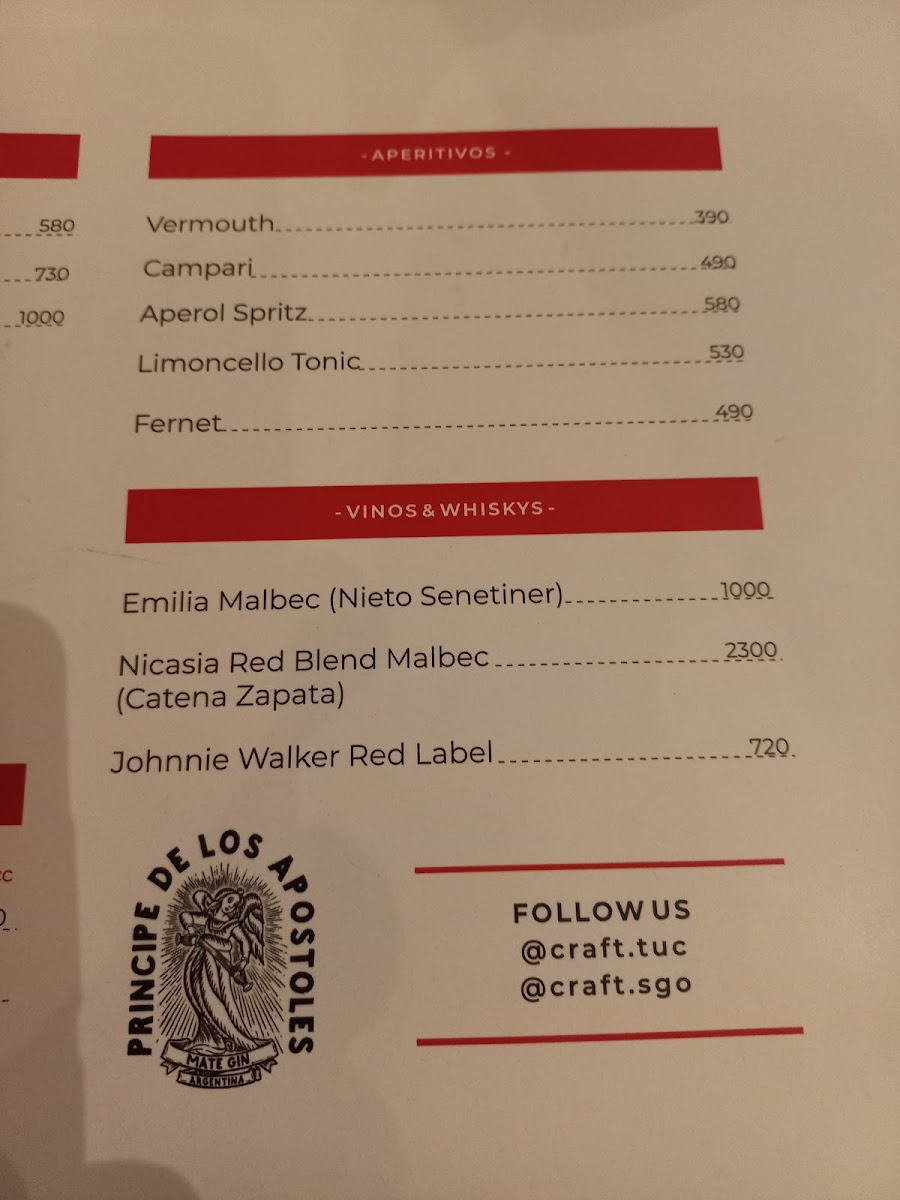 580
730
1000
- APERITIVOS -
Vermouth 390
Campari 490
Aperol Spritz 580
Limoncello Tonic 530
Fernet 490
- VINOS & WHISKYS -
Emilia Malbec (Nieto Senetiner) 1000
Nicasia Red Blend Malbec 2300
(Catena Zapata)
Johnnie Walker Red Label 720
PRINCIPE DE LOS APOSTOLES
MATE GIN
ARGENTINA
FOLLOW US
@craft.tuc
@craft.sgo